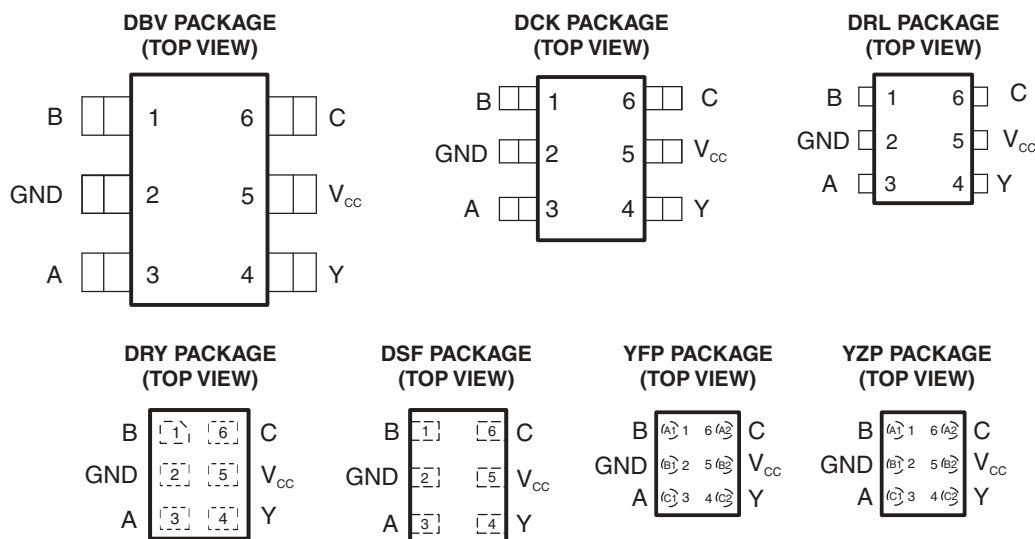 DBV PACKAGE
(TOP VIEW)
B 1 6 C
GND 2 5 VCC
A 3 4 Y
DCK PACKAGE
(TOP VIEW)
B 1 6 C
GND 2 5 VCC
A 3 4 Y
DRL PACKAGE
(TOP VIEW)
B 1 6 C
GND 2 5 VCC
A 3 4 Y
DRY PACKAGE
(TOP VIEW)
B 1 6 C
GND 2 5 VCC
A 3 4 Y
DSF PACKAGE
(TOP VIEW)
B 1 6 C
GND 2 5 VCC
A 3 4 Y
YFP PACKAGE
(TOP VIEW)
B A1 1 6 A2 C
GND B1 2 5 B2 VCC
A C1 3 4 C2 Y
YZP PACKAGE
(TOP VIEW)
B A1 1 6 A2 C
GND B1 2 5 B2 VCC
A C1 3 4 C2 Y